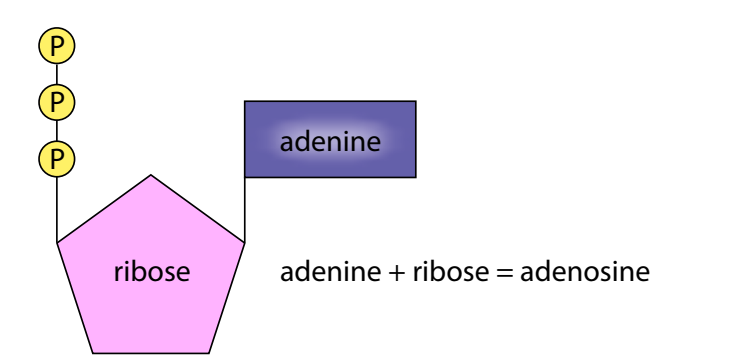 P
P
P
adenine
ribose
adenine + ribose = adenosine